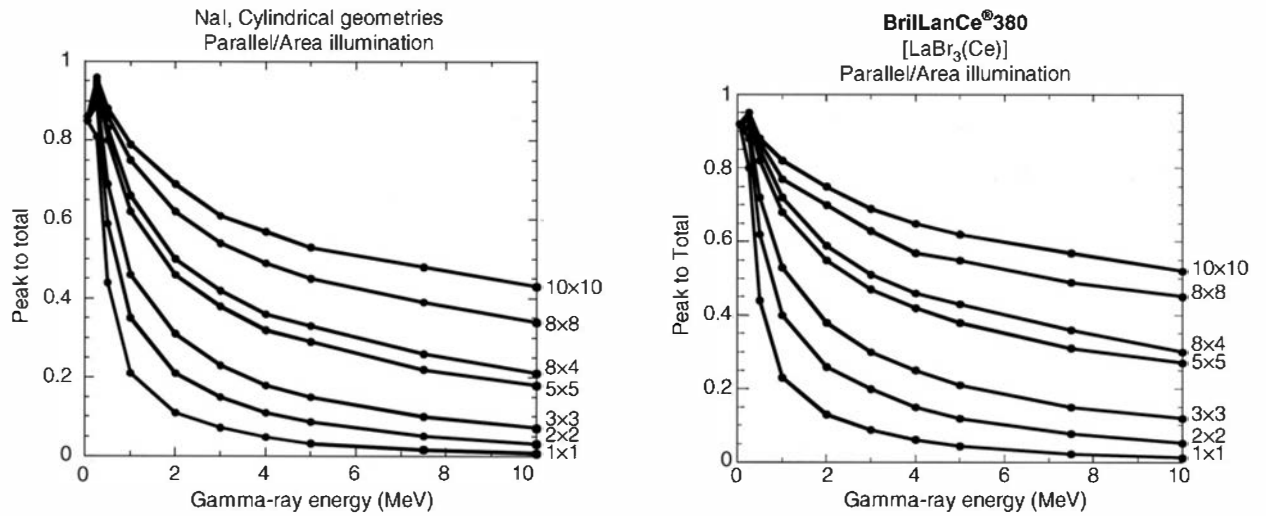 NaI, Cylindrical geometries
Parallel/Area illumination
Peak to total
1
0.8
0.6
0.4
0.2
0
0 2 4 6 8 10
Gamma-ray energy (MeV)
10×10
8×8
8×4
5×5
3×3
2×2
1×1
BrilLanCe®380
[LaBr₃(Ce)]
Parallel/Area illumination
Peak to Total
1
0.8
0.6
0.4
0.2
0
0 2 4 6 8 10
Gamma-ray energy (MeV)
10×10
8×8
8×4
5×5
3×3
2×2
1×1